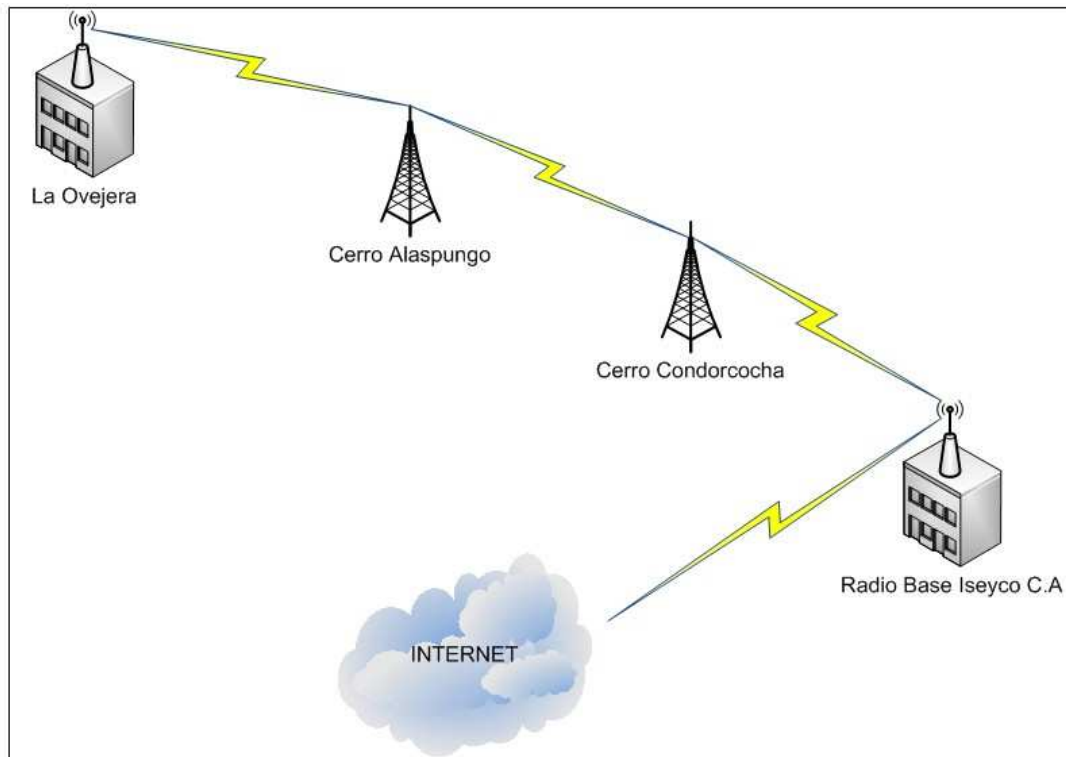 La Ovejera
Cerro Alaspungo
Cerro Condorcocha
Radio Base Iseyco C.A
INTERNET